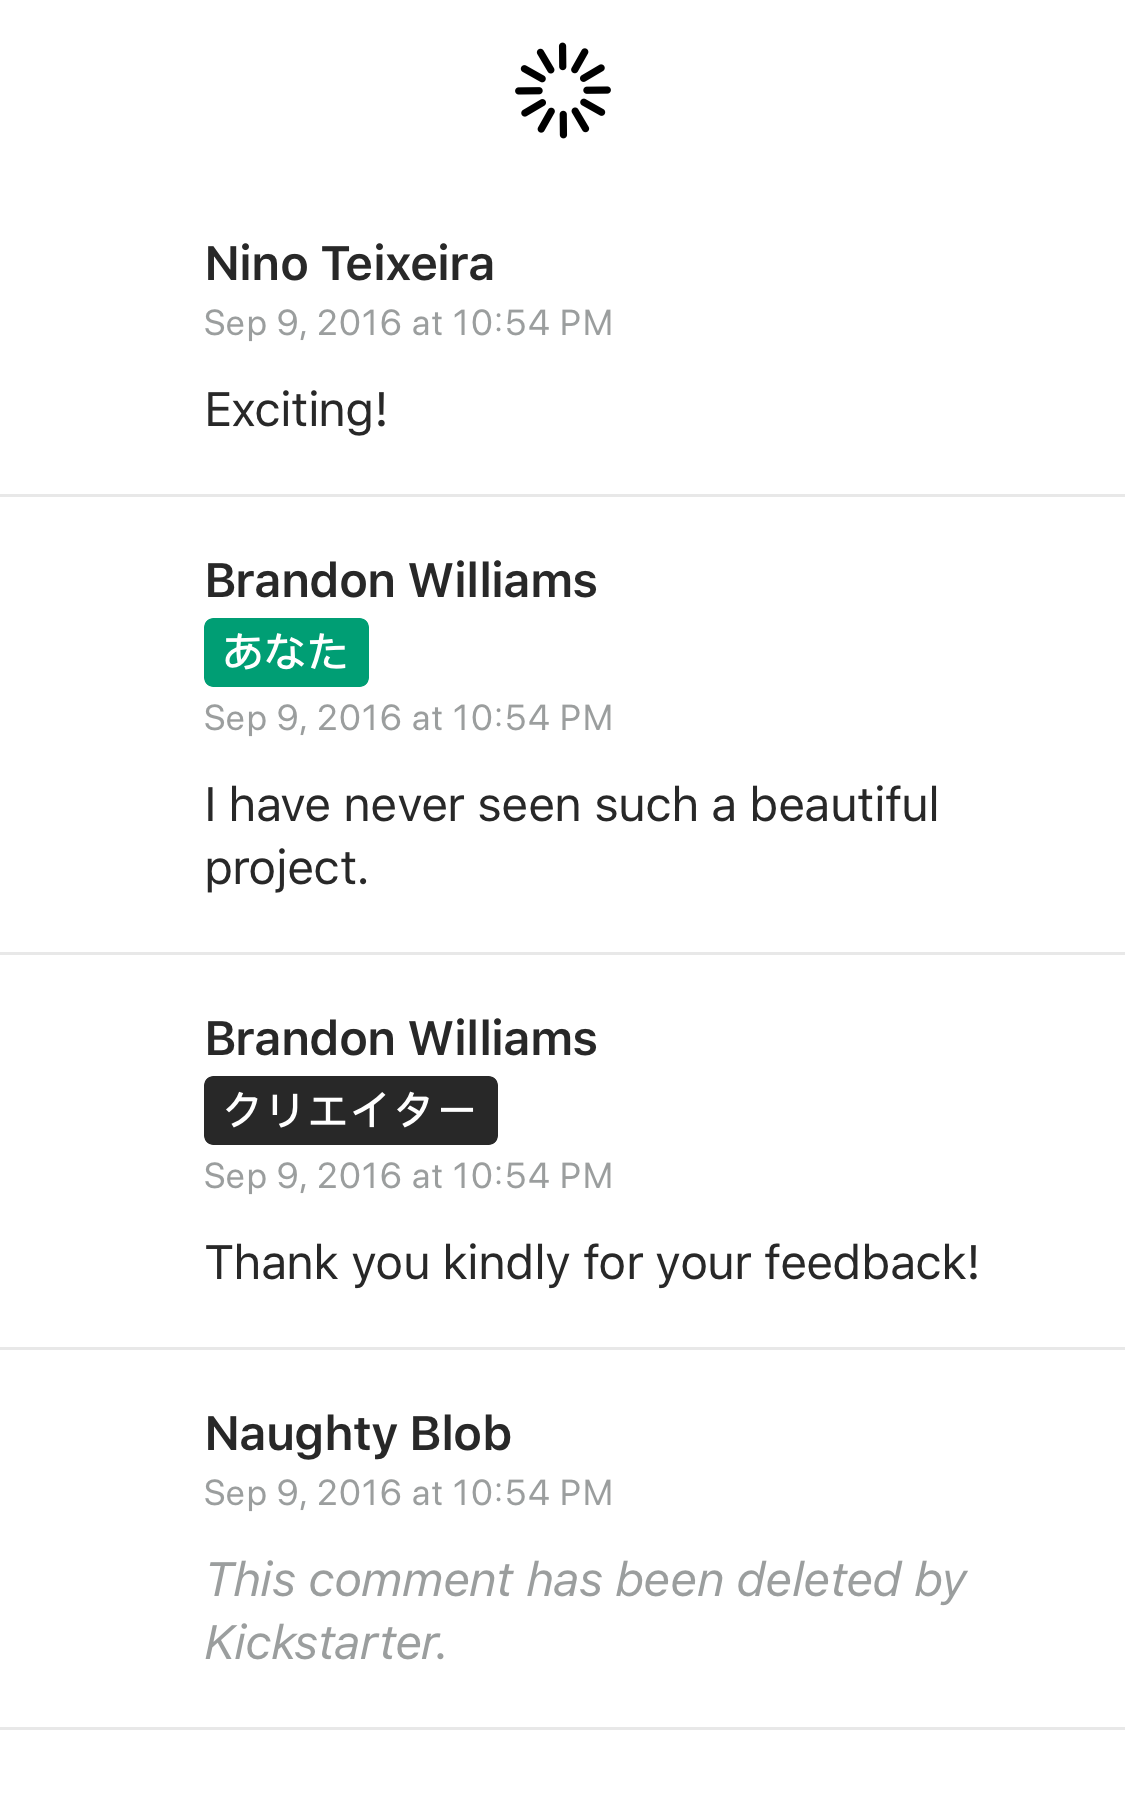 Nino Teixeira
Sep 9, 2016 at 10:54 PM
Exciting!
Brandon Williams
あなた
Sep 9, 2016 at 10:54 PM
I have never seen such a beautiful
project.
Brandon Williams
クリエイター
Sep 9, 2016 at 10:54 PM
Thank you kindly for your feedback!
Naughty Blob
Sep 9, 2016 at 10:54 PM
This comment has been deleted by
Kickstarter.